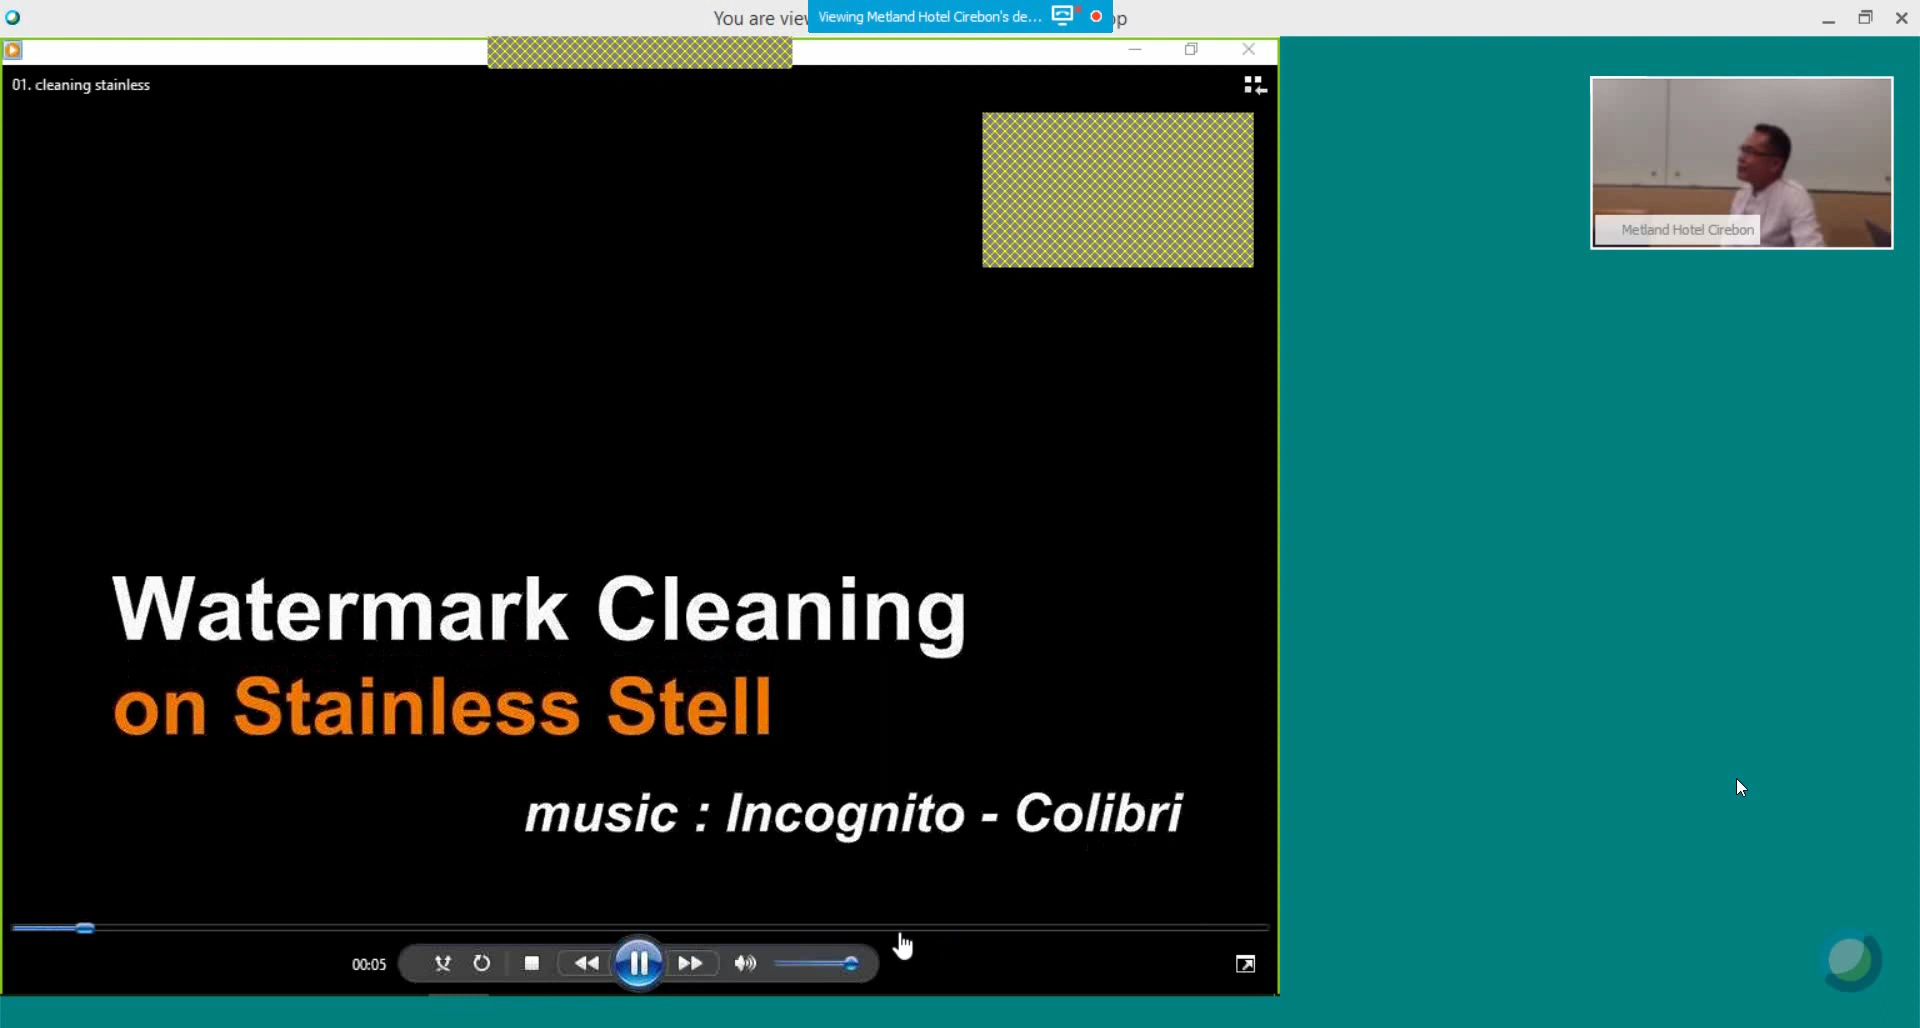 You are vie
Viewing Metland Hotel Cirebon's de...
op
01. cleaning stainless
Metland Hotel Cirebon
Watermark Cleaning
on Stainless Stell
music : Incognito - Colibri
00:05